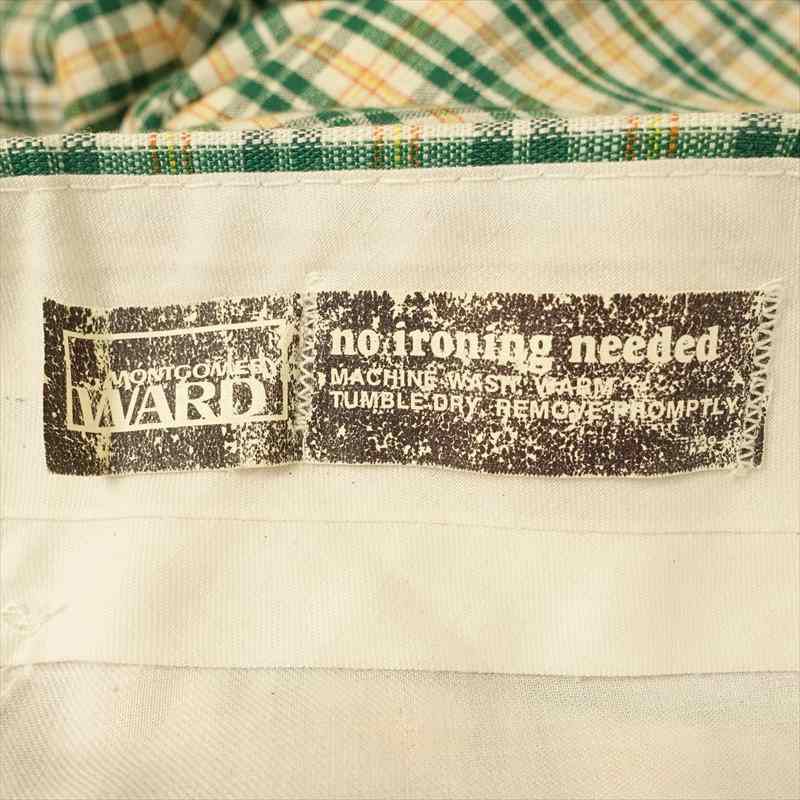 MONTGOMERY
WARD
no ironing needed
MACHINE WASH WARM
TUMBLE DRY REMOVE PROMPTLY